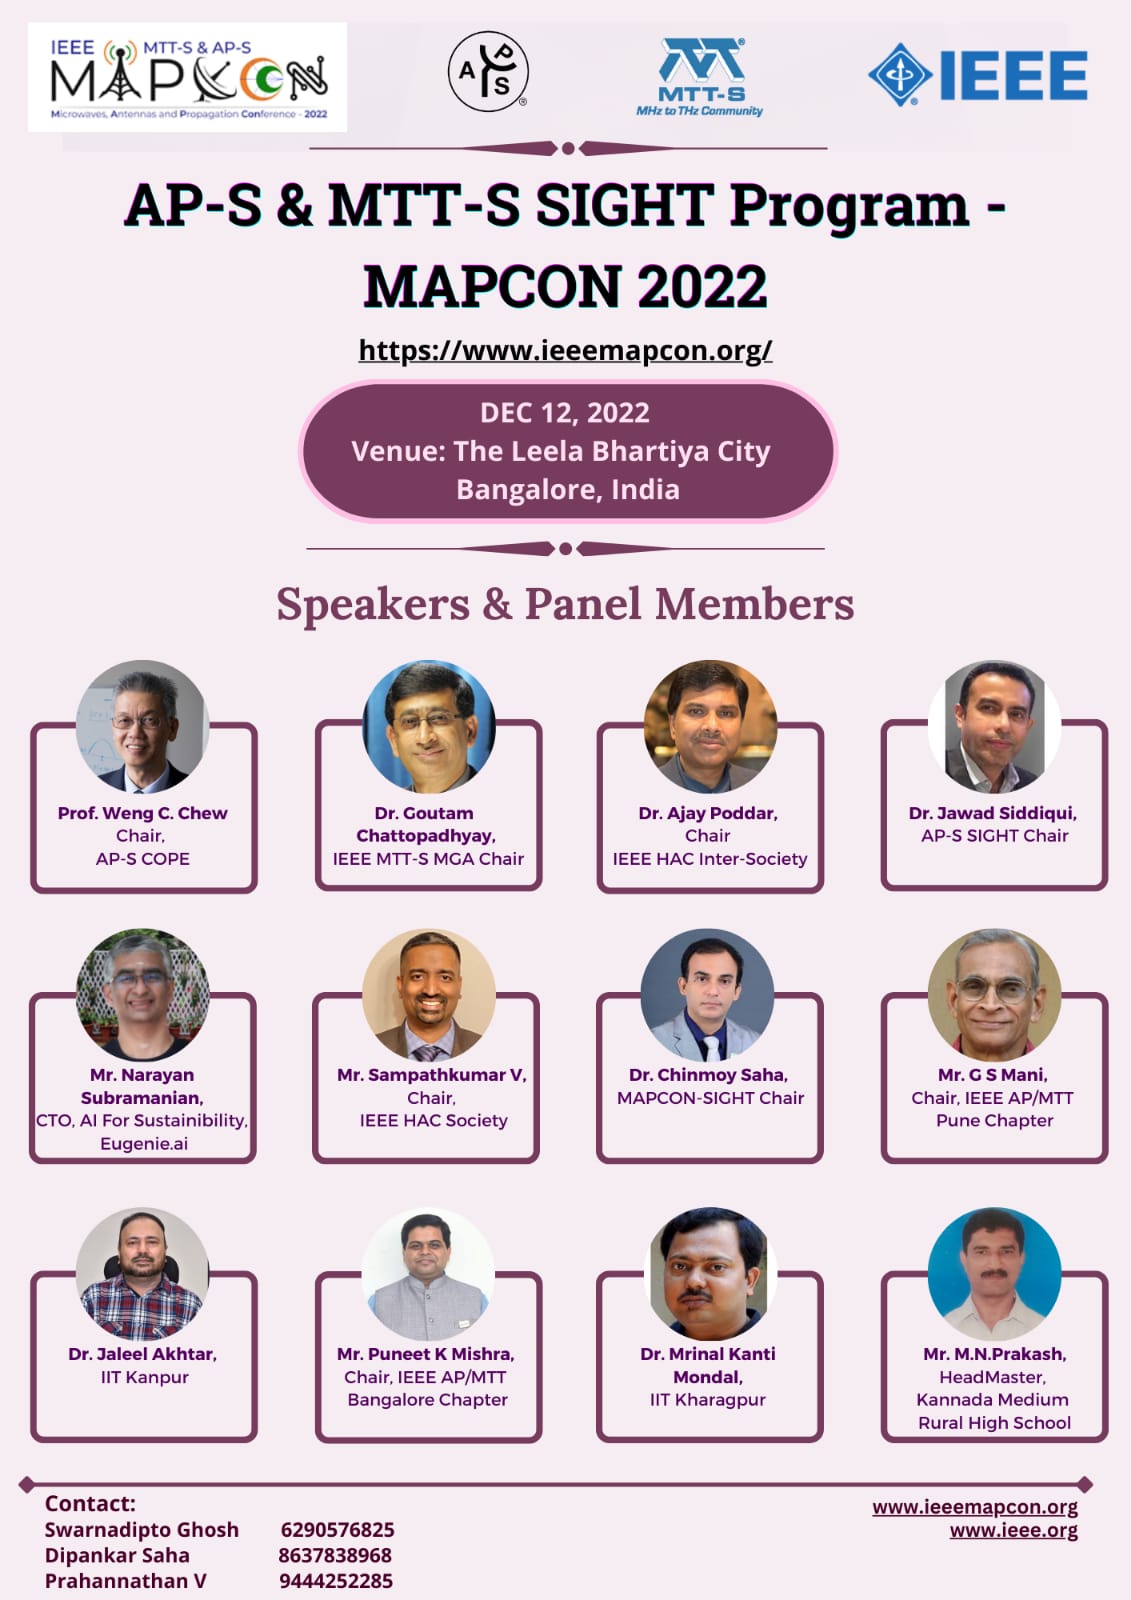 IEEE MTT-S & AP-S
MAPCON
Microwaves, Antennas and Propagation Conference - 2022
A P S
®
MTT-S
®
MHz to THz Community
IEEE
®
AP-S & MTT-S SIGHT Program -
MAPCON 2022
https://www.ieeemapcon.org/
DEC 12, 2022
Venue: The Leela Bhartiya City
Bangalore, India
Speakers & Panel Members
Prof. Weng C. Chew
Chair,
AP-S COPE
Dr. Goutam
Chattopadhyay,
IEEE MTT-S MGA Chair
Dr. Ajay Poddar,
Chair
IEEE HAC Inter-Society
Dr. Jawad Siddiqui,
AP-S SIGHT Chair
Mr. Narayan
Subramanian,
CTO, AI For Sustainibility,
Eugenie.ai
Mr. Sampathkumar V,
Chair,
IEEE HAC Society
Dr. Chinmoy Saha,
MAPCON-SIGHT Chair
Mr. G S Mani,
Chair, IEEE AP/MTT
Pune Chapter
Dr. Jaleel Akhtar,
IIT Kanpur
Mr. Puneet K Mishra,
Chair, IEEE AP/MTT
Bangalore Chapter
Dr. Mrinal Kanti
Mondal,
IIT Kharagpur
Mr. M.N.Prakash,
HeadMaster,
Kannada Medium
Rural High School
Contact:
Swarnadipto Ghosh 6290576825
Dipankar Saha 8637838968
Prahannathan V 9444252285
www.ieeemapcon.org
www.ieee.org